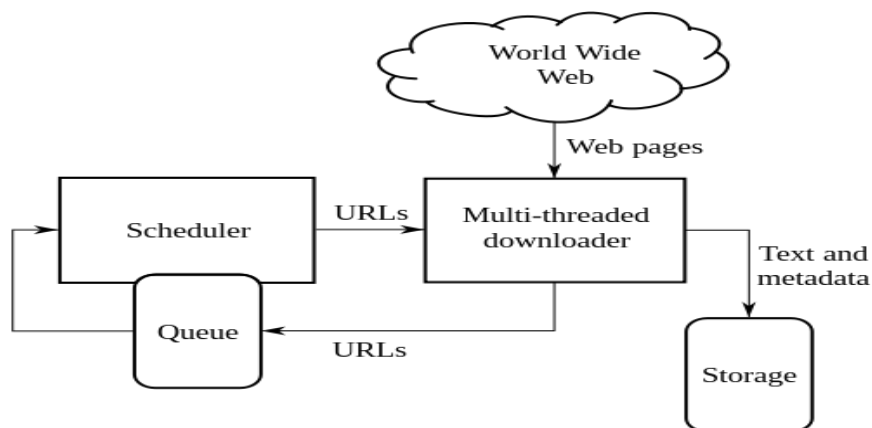 World Wide
Web
Web pages
Scheduler
URLs
Multi-threaded
downloader
Text and
metadata
Queue
URLs
Storage